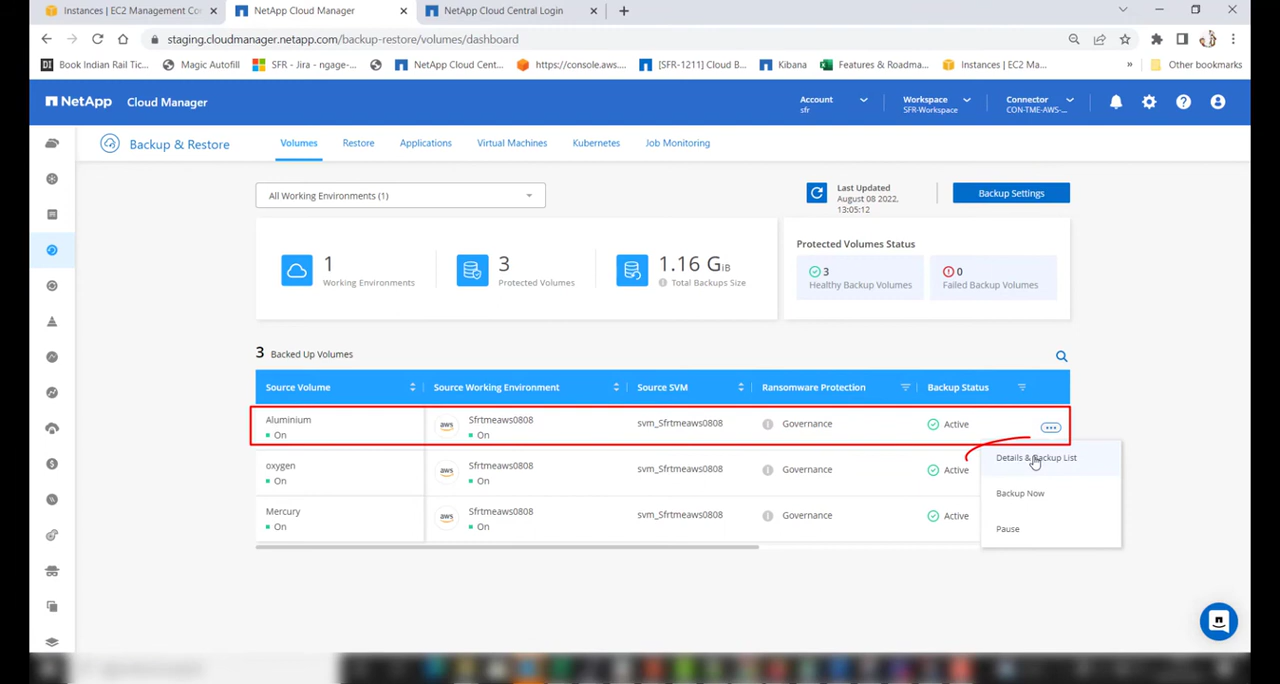 Instances | EC2 Management Co
NetApp Cloud Manager
NetApp Cloud Central Login
staging.cloudmanager.netapp.com/backup-restore/volumes/dashboard
Book Indian Rail Tic...
Magic Autofill
SFR - Jira - ngage-...
NetApp Cloud Cent...
https://console.aws....
[SFR-1211] Cloud B...
Kibana
Features & Roadma...
Instances | EC2 Ma...
»
Other bookmarks
NetApp
Cloud Manager
Account
sfr
Workspace
SFR-Workspace
Connector
CON-TME-AWS-...
Backup & Restore
Volumes
Restore
Applications
Virtual Machines
Kubernetes
Job Monitoring
All Working Environments (1)
Last Updated
August 08 2022,
13:05:12
Backup Settings
1
Working Environments
3
Protected Volumes
1.16 GiB
Total Backups Size
Protected Volumes Status
3
Healthy Backup Volumes
0
Failed Backup Volumes
3 Backed Up Volumes
Source Volume
Source Working Environment
Source SVM
Ransomware Protection
Backup Status
Aluminium
On
aws
Sfrtmeaws0808
On
svm_Sfrtmeaws0808
Governance
Active
Details & Backup List
Backup Now
Pause
oxygen
On
aws
Sfrtmeaws0808
On
svm_Sfrtmeaws0808
Governance
Active
Mercury
On
aws
Sfrtmeaws0808
On
svm_Sfrtmeaws0808
Governance
Active